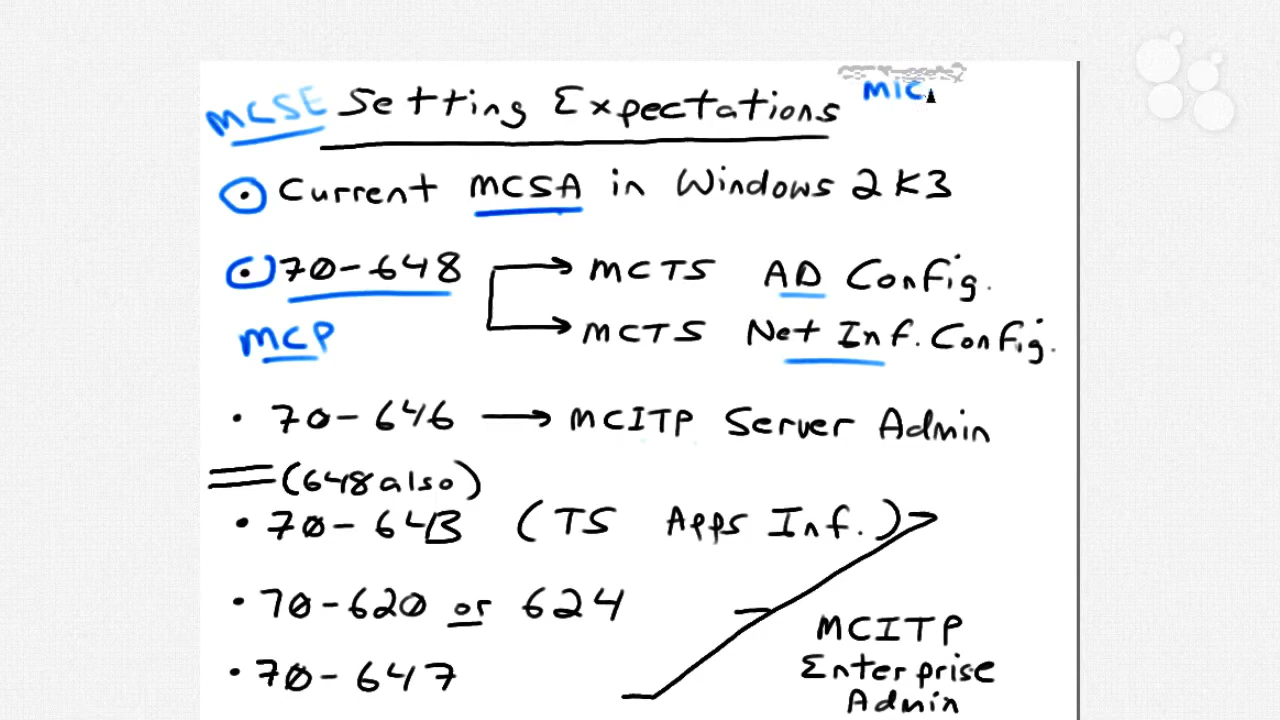 MCSE Setting Expectations MIC
• Current MCSA in Windows 2K3
• 70-648 → MCTS AD Config.
→ MCTS Net Inf. Config.
MCP
• 70-646 → MCITP Server Admin
(648 also)
• 70-643 (TS Apps Inf.)
• 70-620 or 624
MCITP
• 70-647 Enterprise
Admin